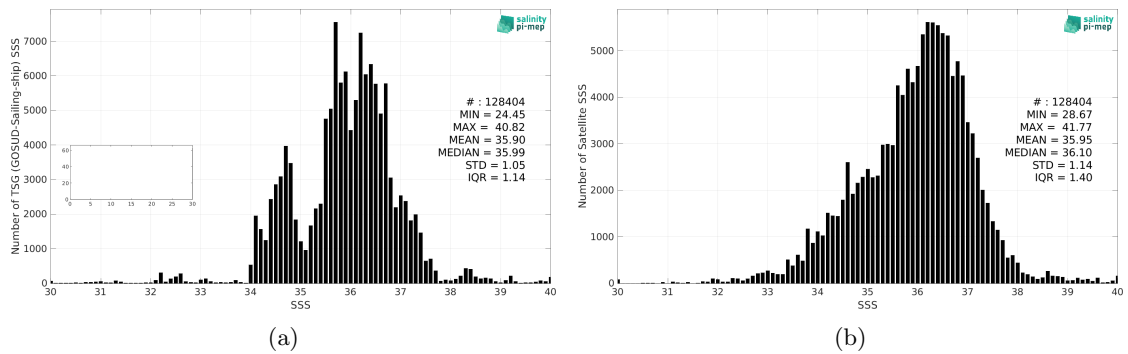 salinity
pi-mep
Number of TSG (GOSUD-Sailing-ship) SSS
7000
6000
5000
4000
3000
2000
1000
0
# : 128404
MIN = 24.45
MAX = 40.82
MEAN = 35.90
MEDIAN = 35.99
STD = 1.05
IQR = 1.14
60
40
20
0
0 5 10 15 20 25 30
30 31 32 33 34 35 36 37 38 39 40
SSS
(a)
salinity
pi-mep
Number of Satellite SSS
5000
4000
3000
2000
1000
0
# : 128404
MIN = 28.67
MAX = 41.77
MEAN = 35.95
MEDIAN = 36.10
STD = 1.14
IQR = 1.40
30 31 32 33 34 35 36 37 38 39 40
SSS
(b)